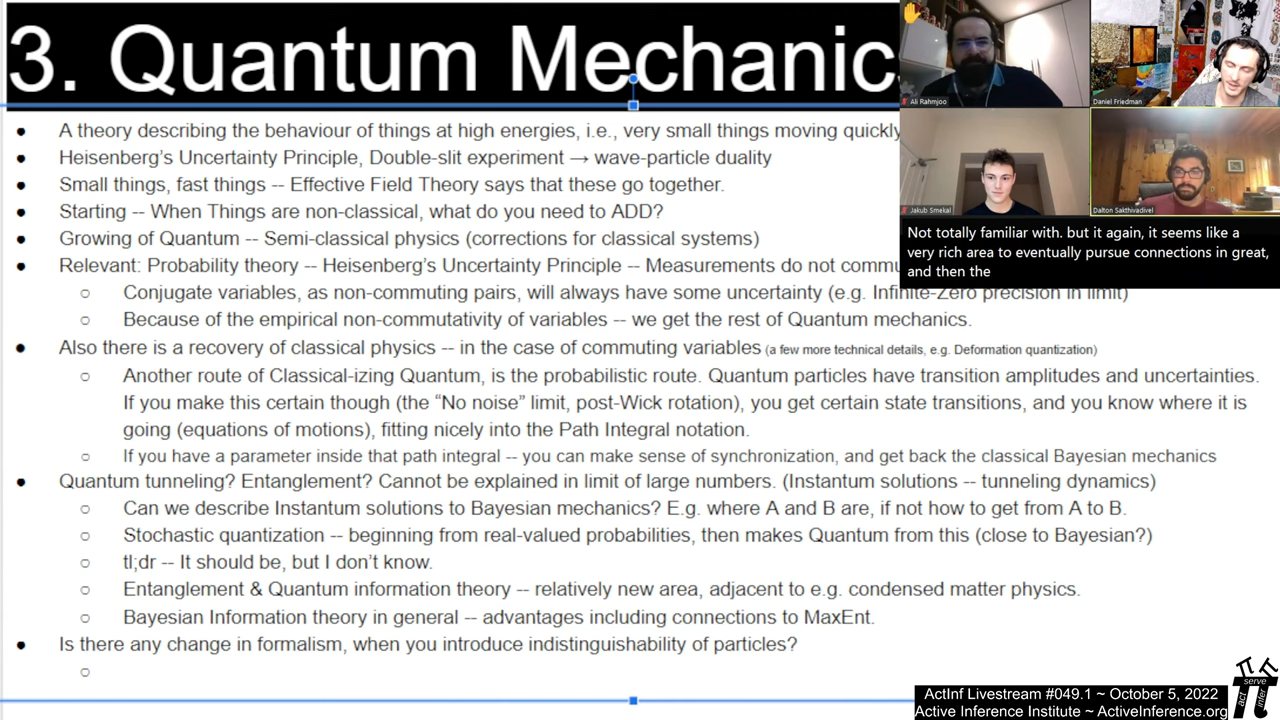 3. Quantum Mechanics
A theory describing the behaviour of things at high energies, i.e., very small things moving quickly
Heisenberg's Uncertainty Principle, Double-slit experiment → wave-particle duality
Small things, fast things -- Effective Field Theory says that these go together.
Starting -- When Things are non-classical, what do you need to ADD?
Growing of Quantum -- Semi-classical physics (corrections for classical systems)
Relevant: Probability theory -- Heisenberg's Uncertainty Principle -- Measurements do not commu
Conjugate variables, as non-commuting pairs, will always have some uncertainty (e.g. Infinite-Zero precision in limit)
Because of the empirical non-commutativity of variables -- we get the rest of Quantum mechanics.
Also there is a recovery of classical physics -- in the case of commuting variables (a few more technical details, e.g. Deformation quantization)
Another route of Classical-izing Quantum, is the probabilistic route. Quantum particles have transition amplitudes and uncertainties.
If you make this certain though (the “No noise” limit, post-Wick rotation), you get certain state transitions, and you know where it is
going (equations of motions), fitting nicely into the Path Integral notation.
If you have a parameter inside that path integral -- you can make sense of synchronization, and get back the classical Bayesian mechanics
Quantum tunneling? Entanglement? Cannot be explained in limit of large numbers. (Instantum solutions -- tunneling dynamics)
Can we describe Instantum solutions to Bayesian mechanics? E.g. where A and B are, if not how to get from A to B.
Stochastic quantization -- beginning from real-valued probabilities, then makes Quantum from this (close to Bayesian?)
tl;dr -- It should be, but I don't know.
Entanglement & Quantum information theory -- relatively new area, adjacent to e.g. condensed matter physics.
Bayesian Information theory in general -- advantages including connections to MaxEnt.
Is there any change in formalism, when you introduce indistinguishability of particles?
Ali Rahmjoo
Daniel Friedman
Jakub Smekal
Dalton Sakthivadivel
Not totally familiar with. but it again, it seems like a
very rich area to eventually pursue connections in great,
and then the
ActInf Livestream #049.1 ~ October 5, 2022
Active Inference Institute ~ ActiveInference.org
serve
act
infer